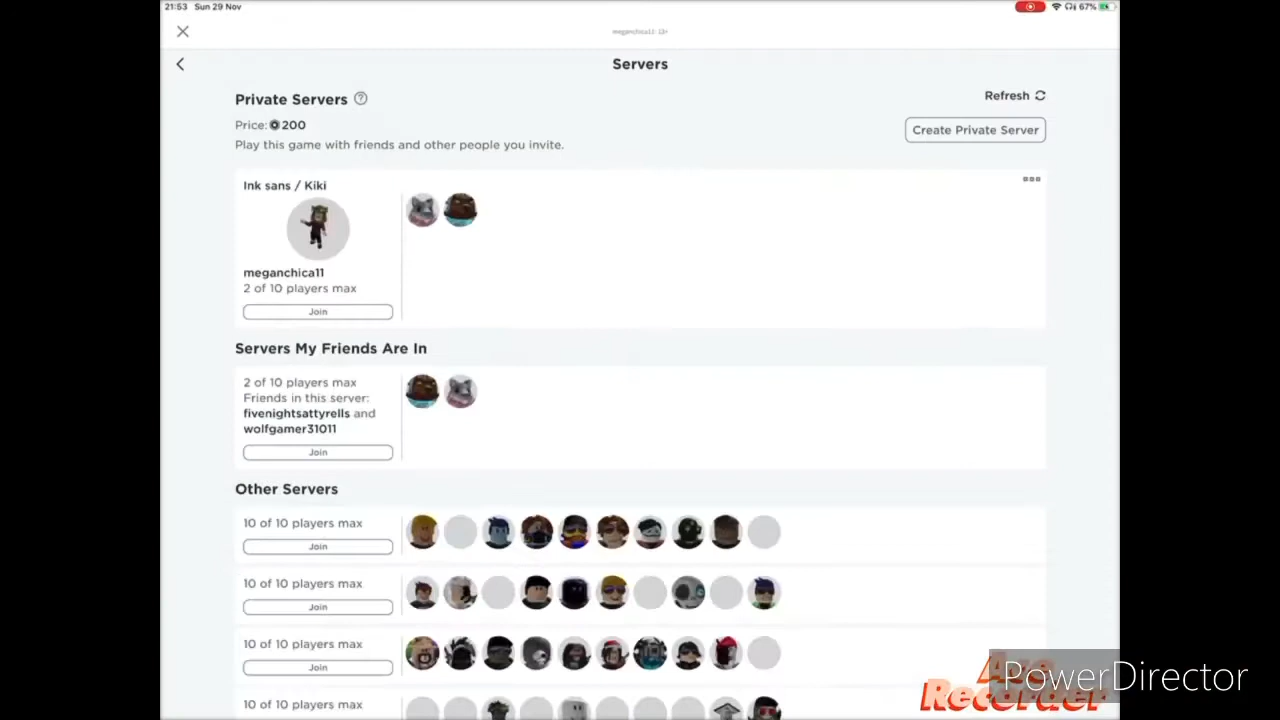 21:53 Sun 29 Nov
67%
meganchica11: 13+
Servers
Private Servers ?
Refresh
Price: 200
Create Private Server
Play this game with friends and other people you invite.
Ink sans / Kiki
meganchica11
2 of 10 players max
Join
Servers My Friends Are In
2 of 10 players max
Friends in this server:
fivenightsattyrells and
wolfgamer31011
Join
Other Servers
10 of 10 players max
Join
10 of 10 players max
Join
10 of 10 players max
Join
10 of 10 players max
PowerDirector
Recorder